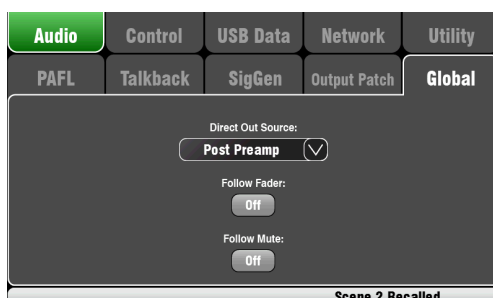 Audio Control USB Data Network Utility
PAFL Talkback SigGen Output Patch Global
Direct Out Source:
Post Preamp
Follow Fader:
Off
Follow Mute:
Off
Scene 2 Recalled